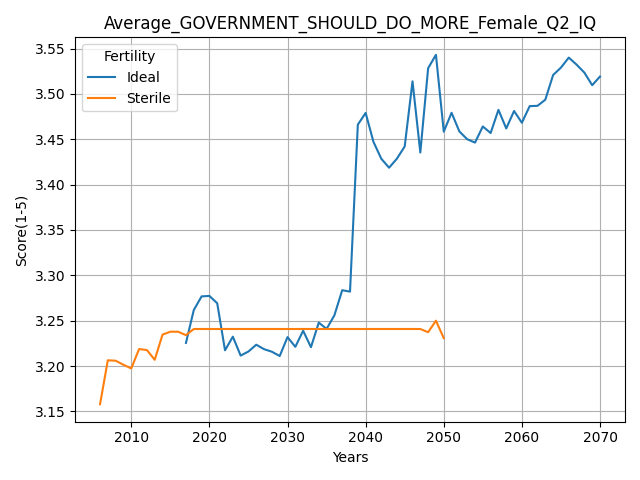 Average_GOVERNMENT_SHOULD_DO_MORE_Female_Q2_IQ
Fertility
Ideal
Sterile
Score(1-5)
3.55
3.50
3.45
3.40
3.35
3.30
3.25
3.20
3.15
2010 2020 2030 2040 2050 2060 2070
Years